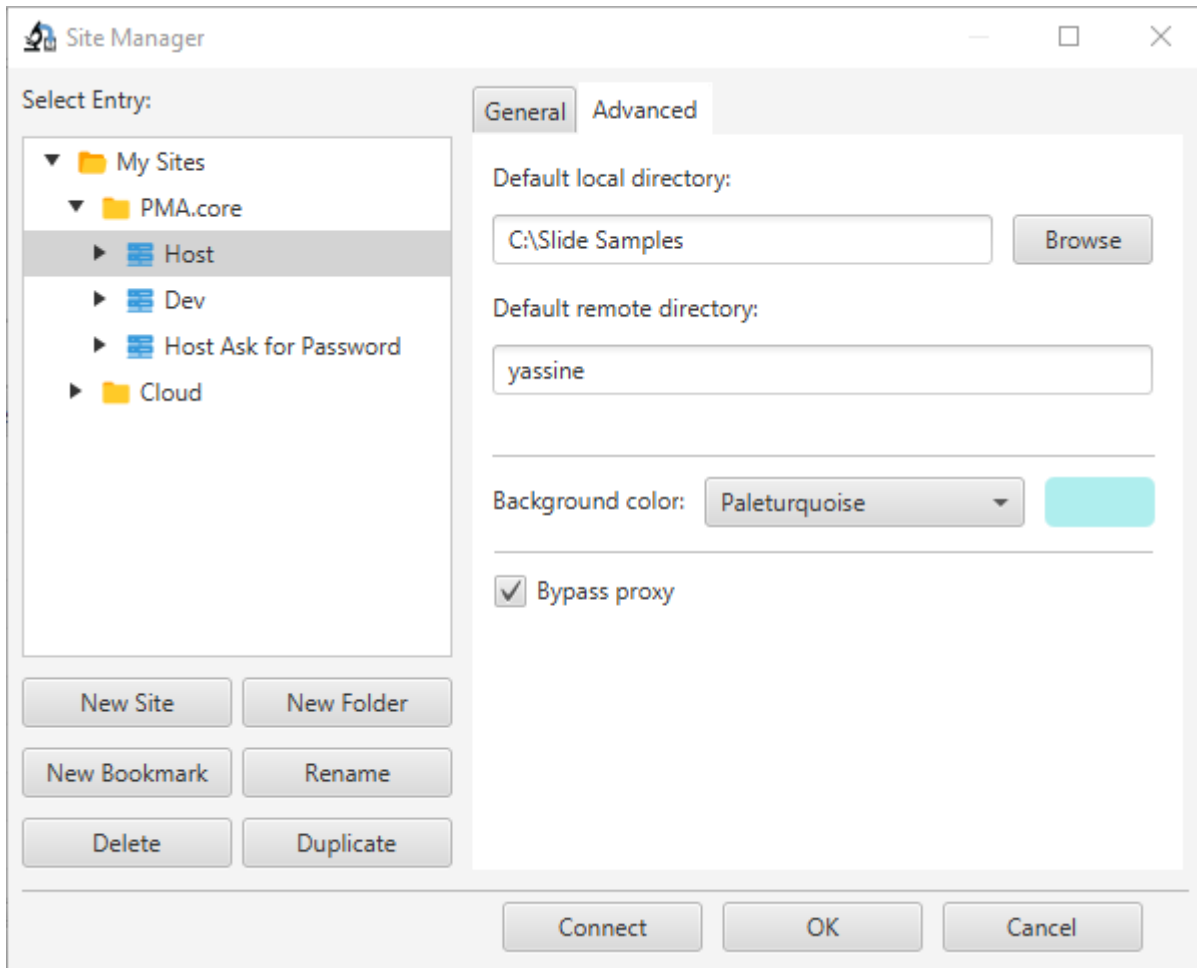 Site Manager
Select Entry:
General Advanced
My Sites
PMA.core
Host
Dev
Host Ask for Password
Cloud
Default local directory:
C:\Slide Samples Browse
Default remote directory:
yassine
Background color: Paleturquoise
Bypass proxy
New Site New Folder
New Bookmark Rename
Delete Duplicate
Connect OK Cancel